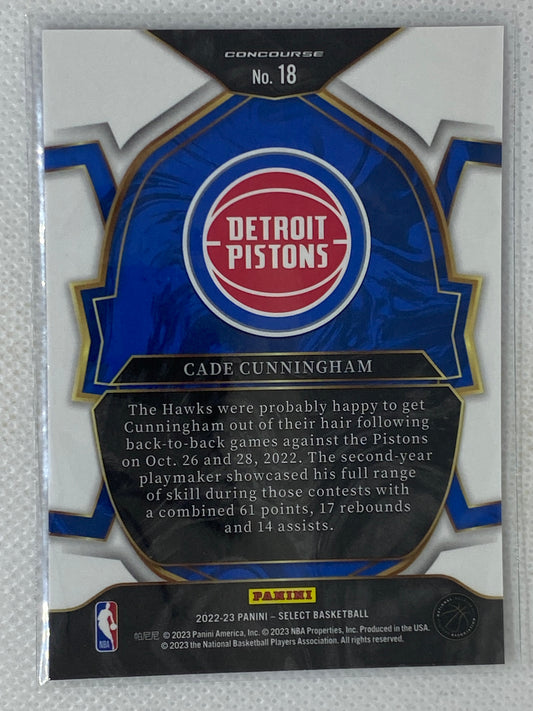 CONCOURSE
No. 18
DETROIT
PISTONS
CADE CUNNINGHAM
The Hawks were probably happy to get
Cunningham out of their hair following
back-to-back games against the Pistons
on Oct. 26 and 28, 2022. The second-year
playmaker showcased his full range
of skill during those contests with
a combined 61 points, 17 rebounds
and 14 assists.
PANINI
2022-23 PANINI – SELECT BASKETBALL
帕尼尼 © 2023 Panini America, Inc. © 2023 NBA Properties, Inc. Produced in the USA.
© 2023 the National Basketball Players Association. All rights reserved.
NBA